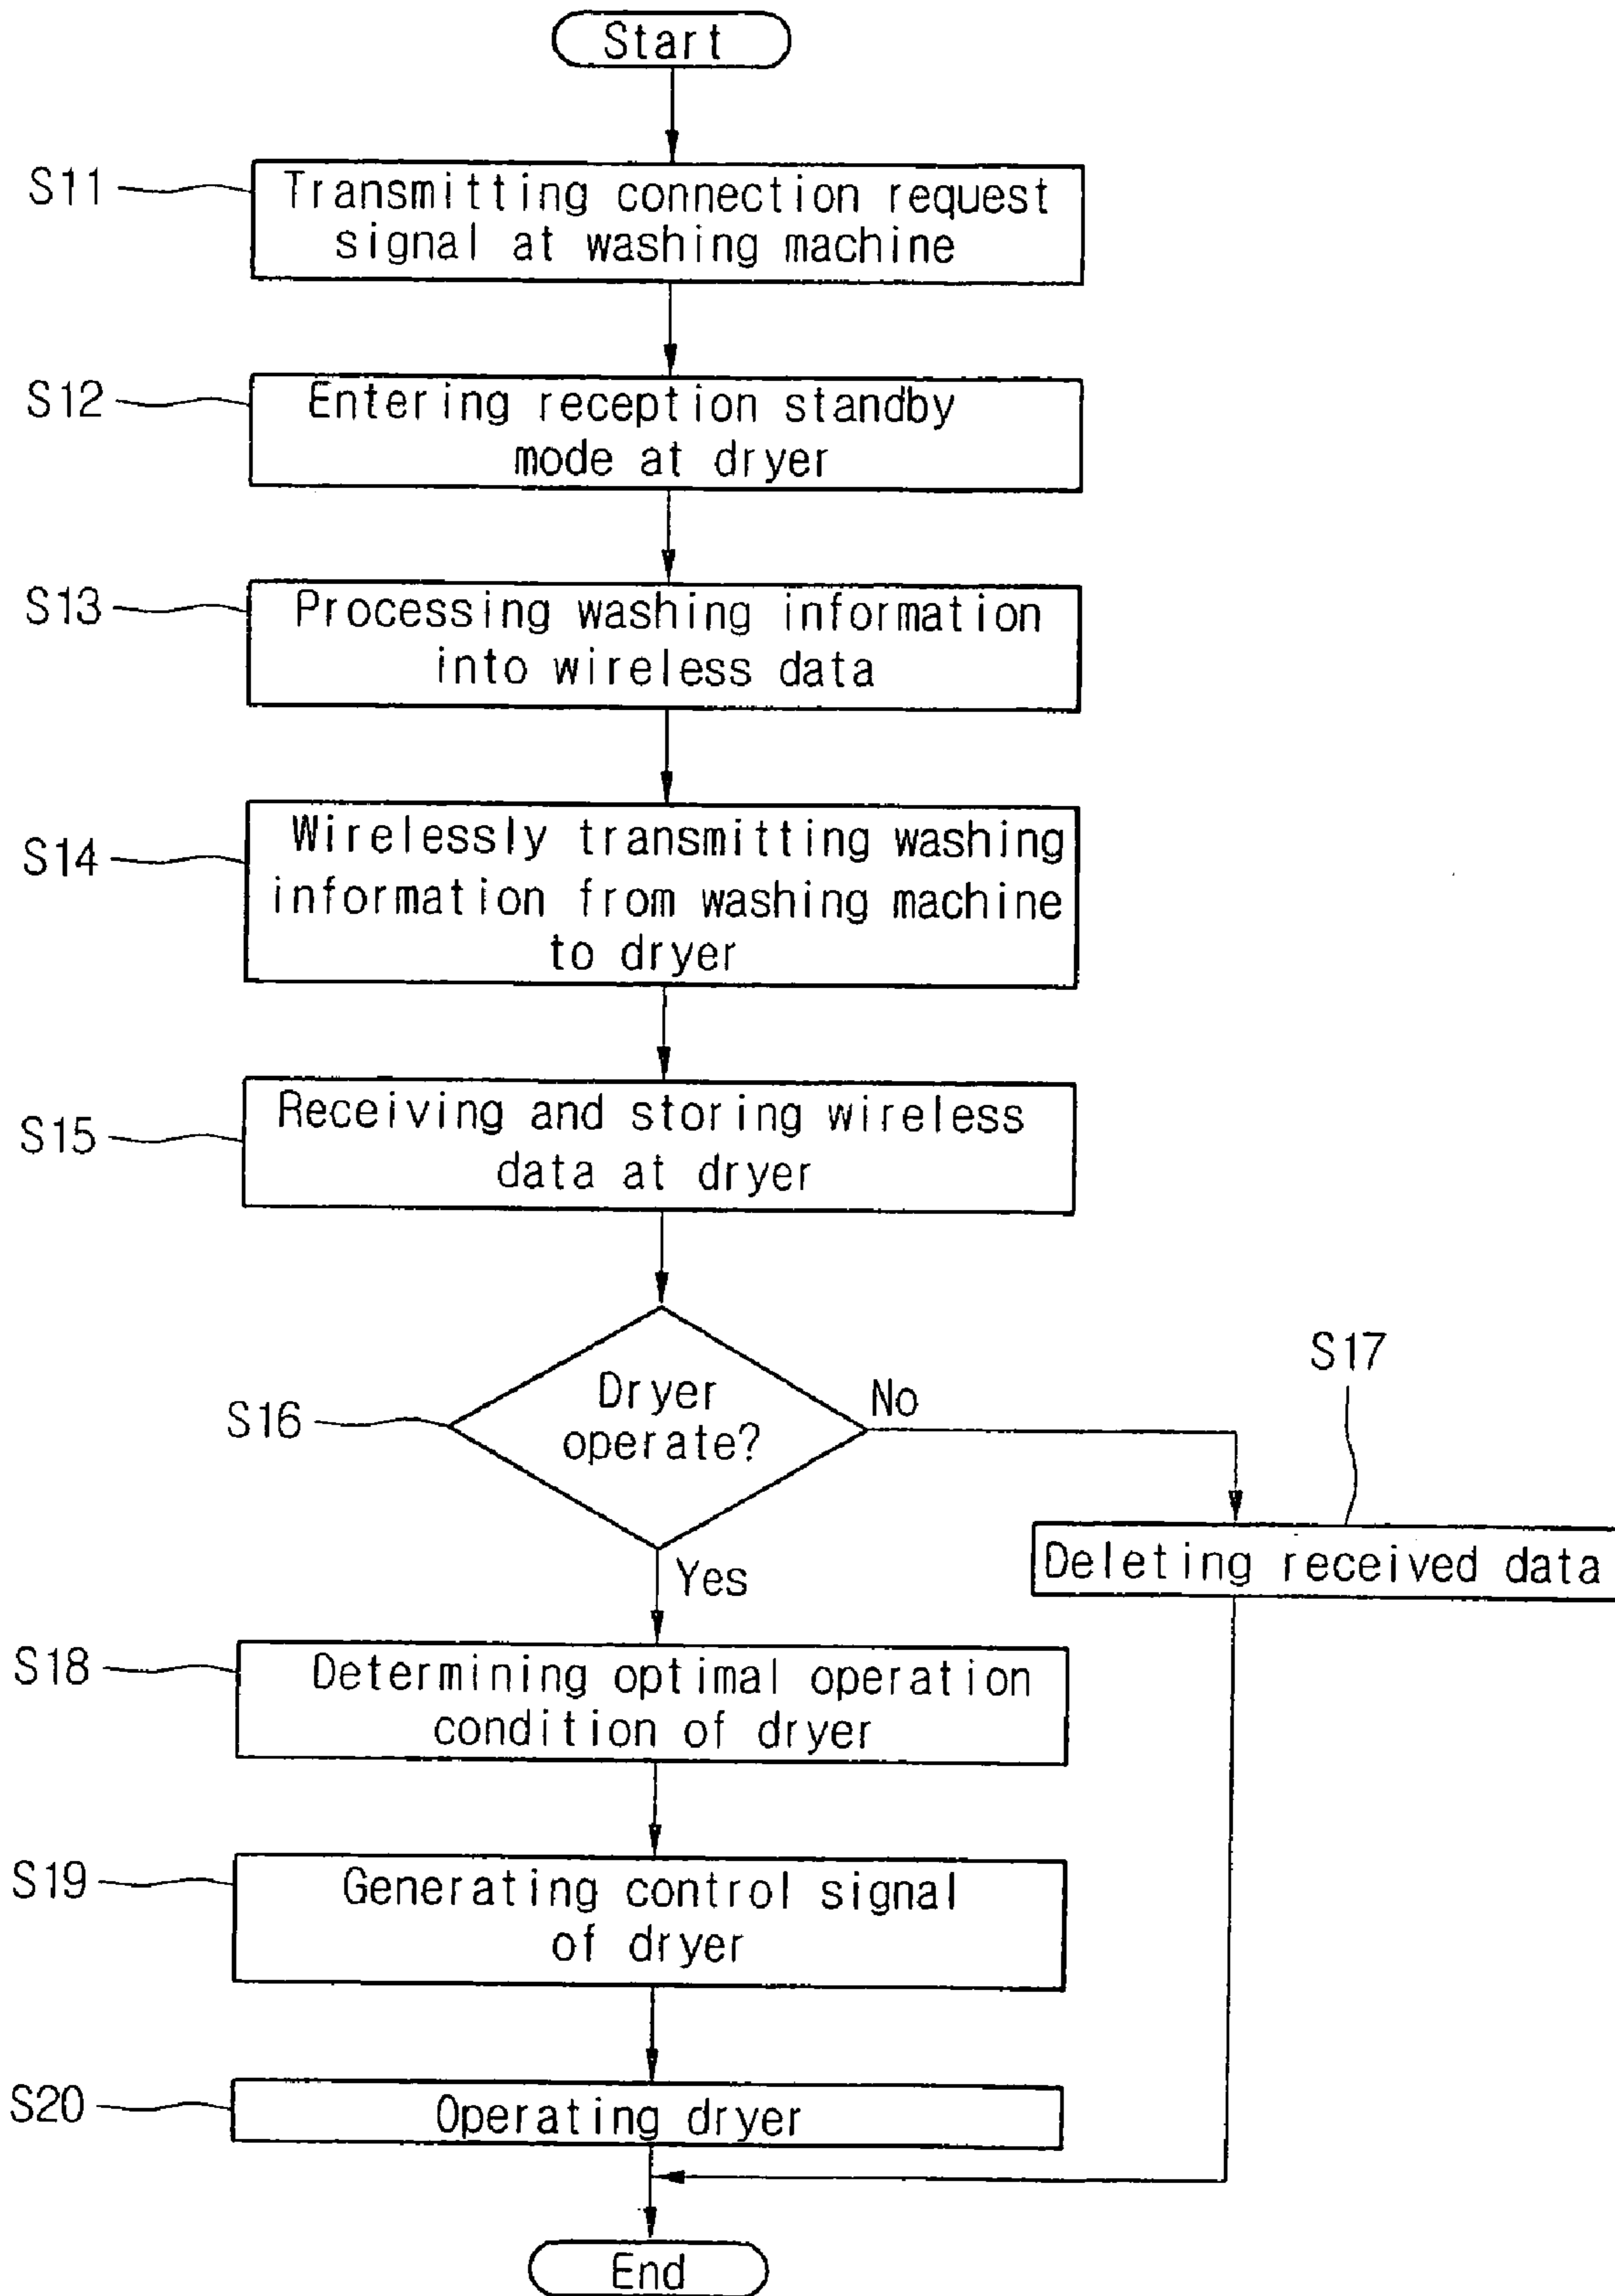 Start
S11
Transmitting connection request
signal at washing machine
S12
Entering reception standby
mode at dryer
S13
Processing washing information
into wireless data
S14
Wirelessly transmitting washing
information from washing machine
to dryer
S15
Receiving and storing wireless
data at dryer
S16
Dryer
operate?
No
S17
Deleting received data
Yes
S18
Determining optimal operation
condition of dryer
S19
Generating control signal
of dryer
S20
Operating dryer
End